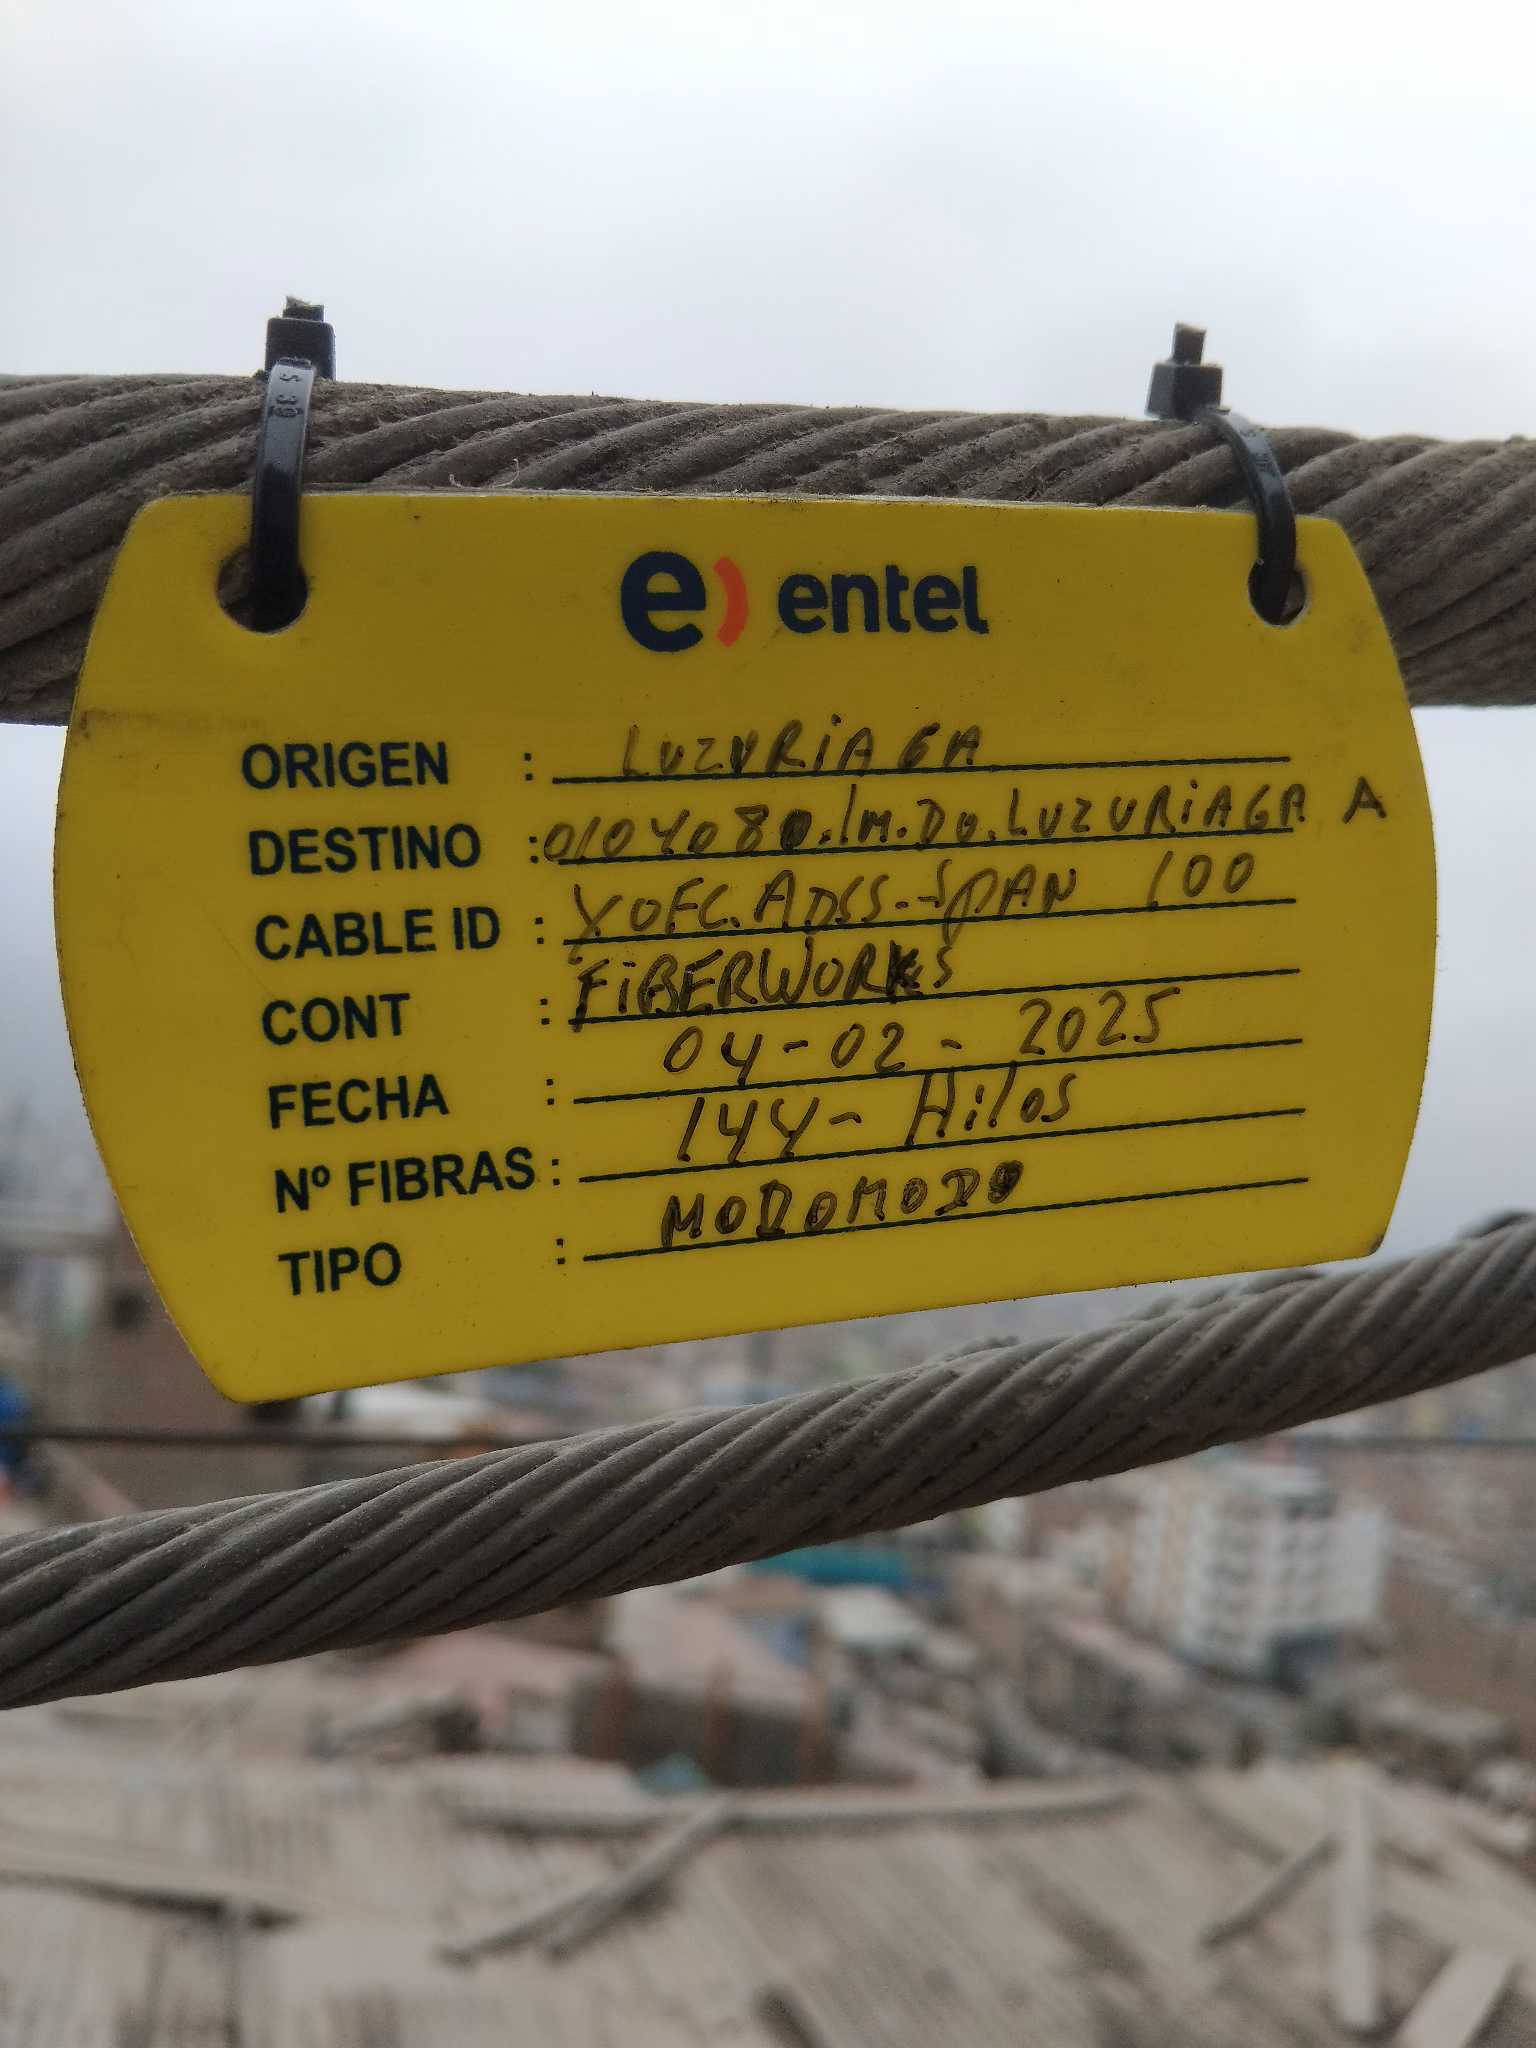 e) entel
ORIGEN : LUZURiAGA
DESTINO : 0104080.lM.Do.LUZURiAGA A
CABLE ID : YOFC.ADSS.-SPAN 100
CONT : FiBERWORKS
FECHA : 04-02-2025
Nº FIBRAS : 144-Hilos
TIPO : MODOMODO